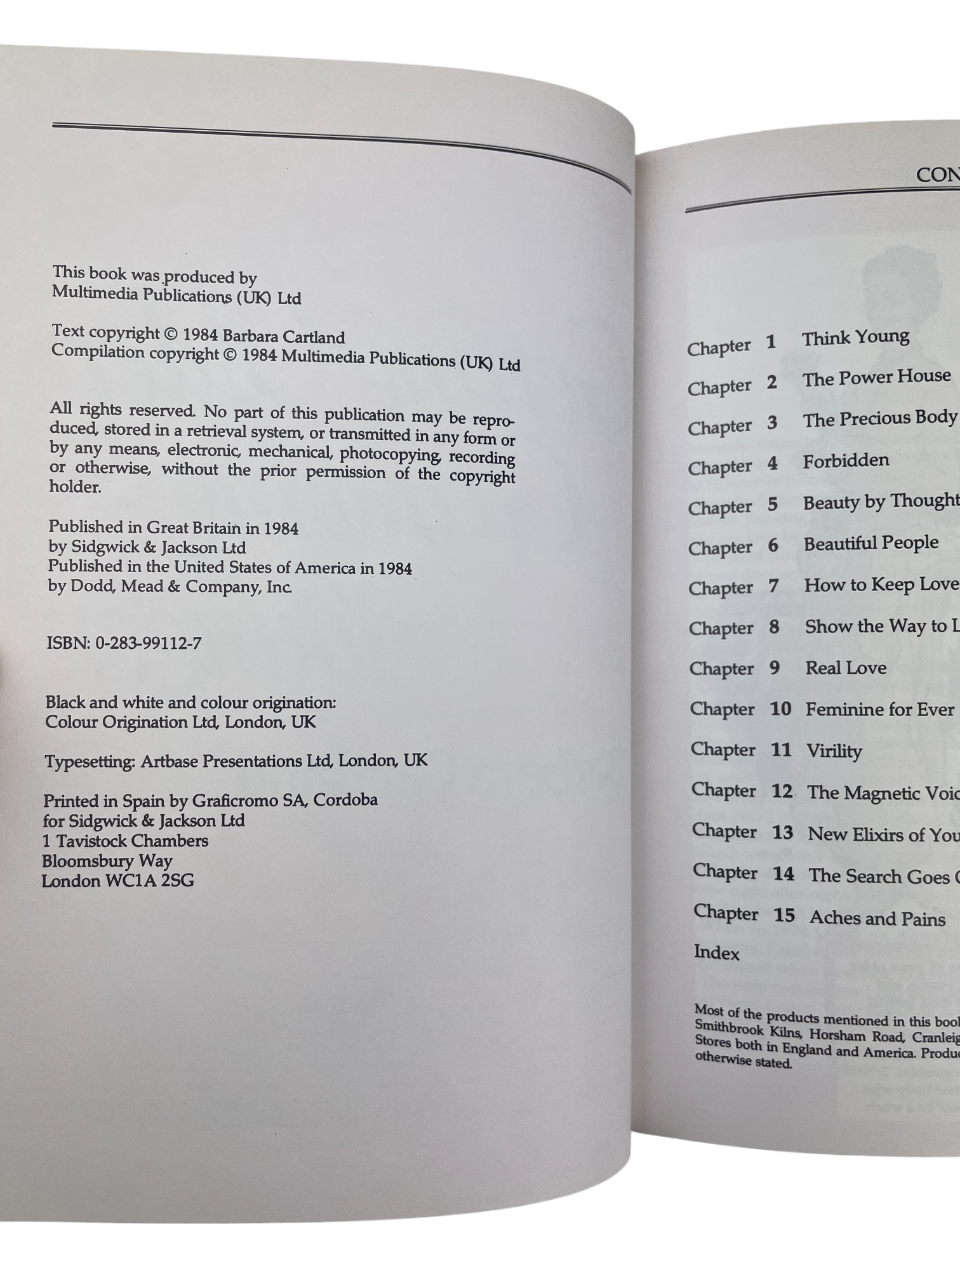 This book was produced by
Multimedia Publications (UK) Ltd
Text copyright © 1984 Barbara Cartland
Compilation copyright © 1984 Multimedia Publications (UK) Ltd
All rights reserved. No part of this publication may be repro-
duced, stored in a retrieval system, or transmitted in any form or
by any means, electronic, mechanical, photocopying, recording
or otherwise, without the prior permission of the copyright
holder.
Published in Great Britain in 1984
by Sidgwick & Jackson Ltd
Published in the United States of America in 1984
by Dodd, Mead & Company, Inc.
ISBN: 0-283-99112-7
Black and white and colour origination:
Colour Origination Ltd, London, UK
Typesetting: Artbase Presentations Ltd, London, UK
Printed in Spain by Graficromo SA, Cordoba
for Sidgwick & Jackson Ltd
1 Tavistock Chambers
Bloomsbury Way
London WC1A 2SG
CON
Chapter 1 Think Young
Chapter 2 The Power House
Chapter 3 The Precious Body
Chapter 4 Forbidden
Chapter 5 Beauty by Thought
Chapter 6 Beautiful People
Chapter 7 How to Keep Love
Chapter 8 Show the Way to L
Chapter 9 Real Love
Chapter 10 Feminine for Ever
Chapter 11 Virility
Chapter 12 The Magnetic Voic
Chapter 13 New Elixirs of You
Chapter 14 The Search Goes
Chapter 15 Aches and Pains
Index
Most of the products mentioned in this book
Smithbrook Kilns, Horsham Road, Cranleig
Stores both in England and America. Produc
otherwise stated.